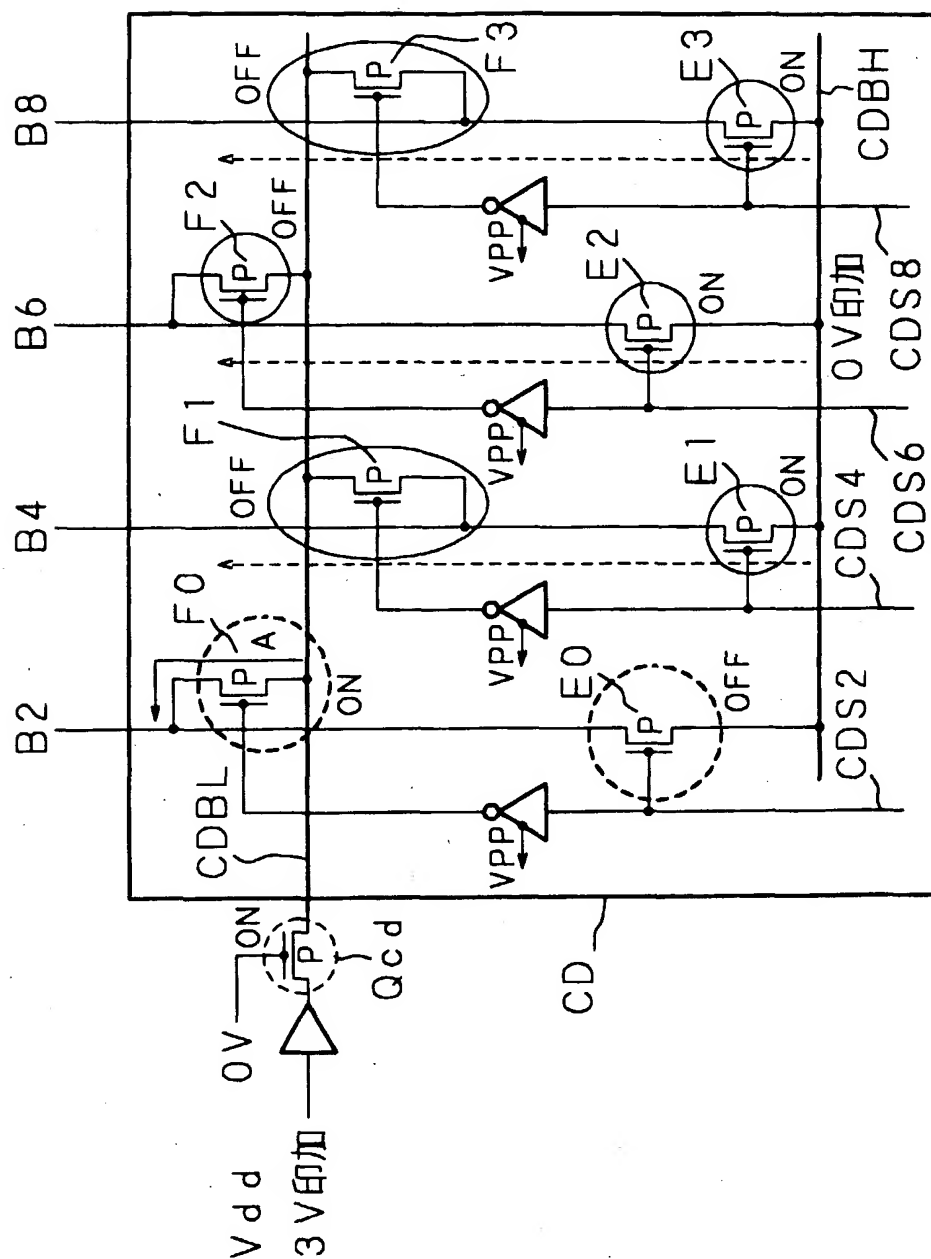 B2
B4
B6
B8
F0
A
ON
F1
OFF
F2
OFF
F3
OFF
P
P
P
P
CDBL
0V
ON
P
Qcd
Vdd
3V印加
VPP
VPP
VPP
VPP
E0
P
OFF
E1
P
ON
E2
P
ON
E3
P
ON
CD
CDS2
CDS4
0V印加
CDS6
CDS8
CDBH